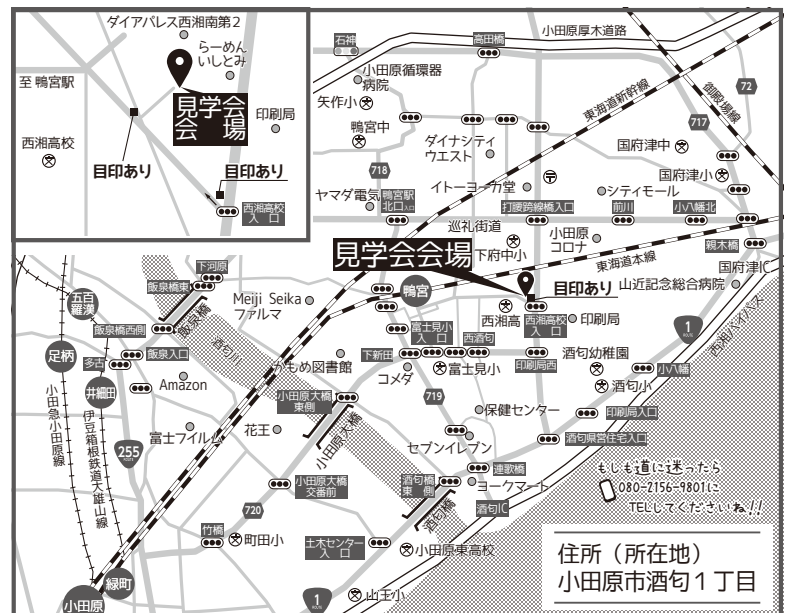 ダイアパレス西湘南第2
らーめん
いしとみ
至 鴨宮駅
見学会
会 場
印刷局
西湘高校
目印あり
目印あり
西湘高校
入 口
石神
高田橋
小田原厚木道路
小田原循環器
病院
東海道新幹線
御殿場線
72
矢作小
717
鴨宮中
ダイナシティ
ウエスト
国府津中
718
国府津小
イトーヨーカ堂
シティモール
ヤマダ電気
鴨宮駅
北口入口
打腰跨線橋入口
前川
小八幡北
巡礼街道
小田原
コロナ
見学会会場
下府中小
親木橋
東海道本線
国府津IC
下河原
飯泉橋東
鴨宮
目印あり
山近記念総合病院
五百
羅漢
Meiji Seika
ファルマ
西湘高
西湘高校
入 口
印刷局
1
ROUTE
西湘バイパス
飯泉橋西側
飯泉橋
富士見小
入 口
西酒匂
足柄
多古
飯泉入口
酒匂川
かもめ図書館
下新田
酒匂幼稚園
印刷局西
小八幡
Amazon
コメダ
富士見小
酒匂小
井細田
小田原大橋
東側
719
保健センター
印刷局入口
小田急小田原線
伊豆箱根鉄道大雄山線
富士フイルム
花王
小田原大橋
セブンイレブン
酒匂県営住宅入口
255
ROUTE
連歌橋
もしも道に迷ったら
080-2156-9801に
TELしてくださいね!!
小田原大橋
交番前
酒匂橋
東 側
ヨークマート
酒匂橋
酒匂IC
720
竹橋
町田小
土木センター
入 口
小田原東高校
住所（所在地）
小田原市酒匂1丁目
緑町
小田原
1
ROUTE
山王小